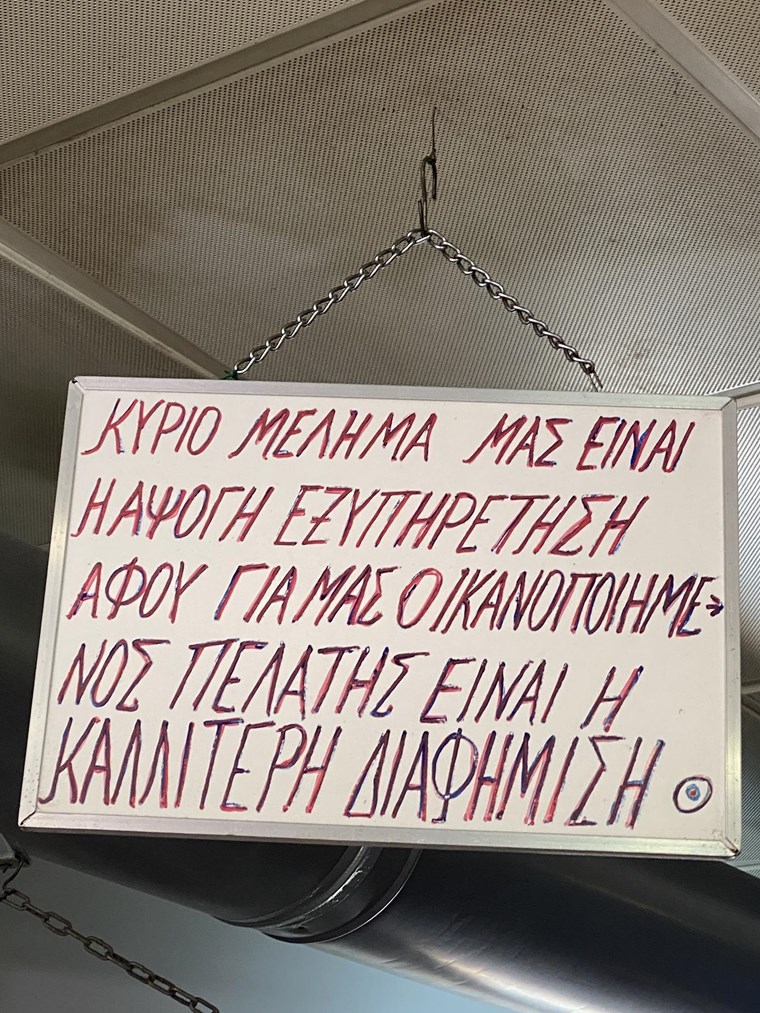 ΚΥΡΙΟ ΜΕΛΗΜΑ ΜΑΣ ΕΙΝΑΙ
Η ΑΨΟΓΗ ΕΞΥΠΗΡΕΤΗΣΗ
ΑΦΟΥ ΓΙΑ ΜΑΣ Ο ΙΚΑΝΟΠΟΙΗΜΕ→
ΝΟΣ ΠΕΛΑΤΗΣ ΕΙΝΑΙ Η
ΚΑΛΛΙΤΕΡΗ ΔΙΑΦΗΜΙΣΗ.